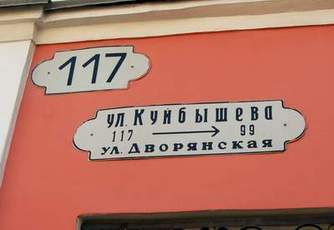 117
ул. Куйбышева
117 → 99
ул. Дворянская